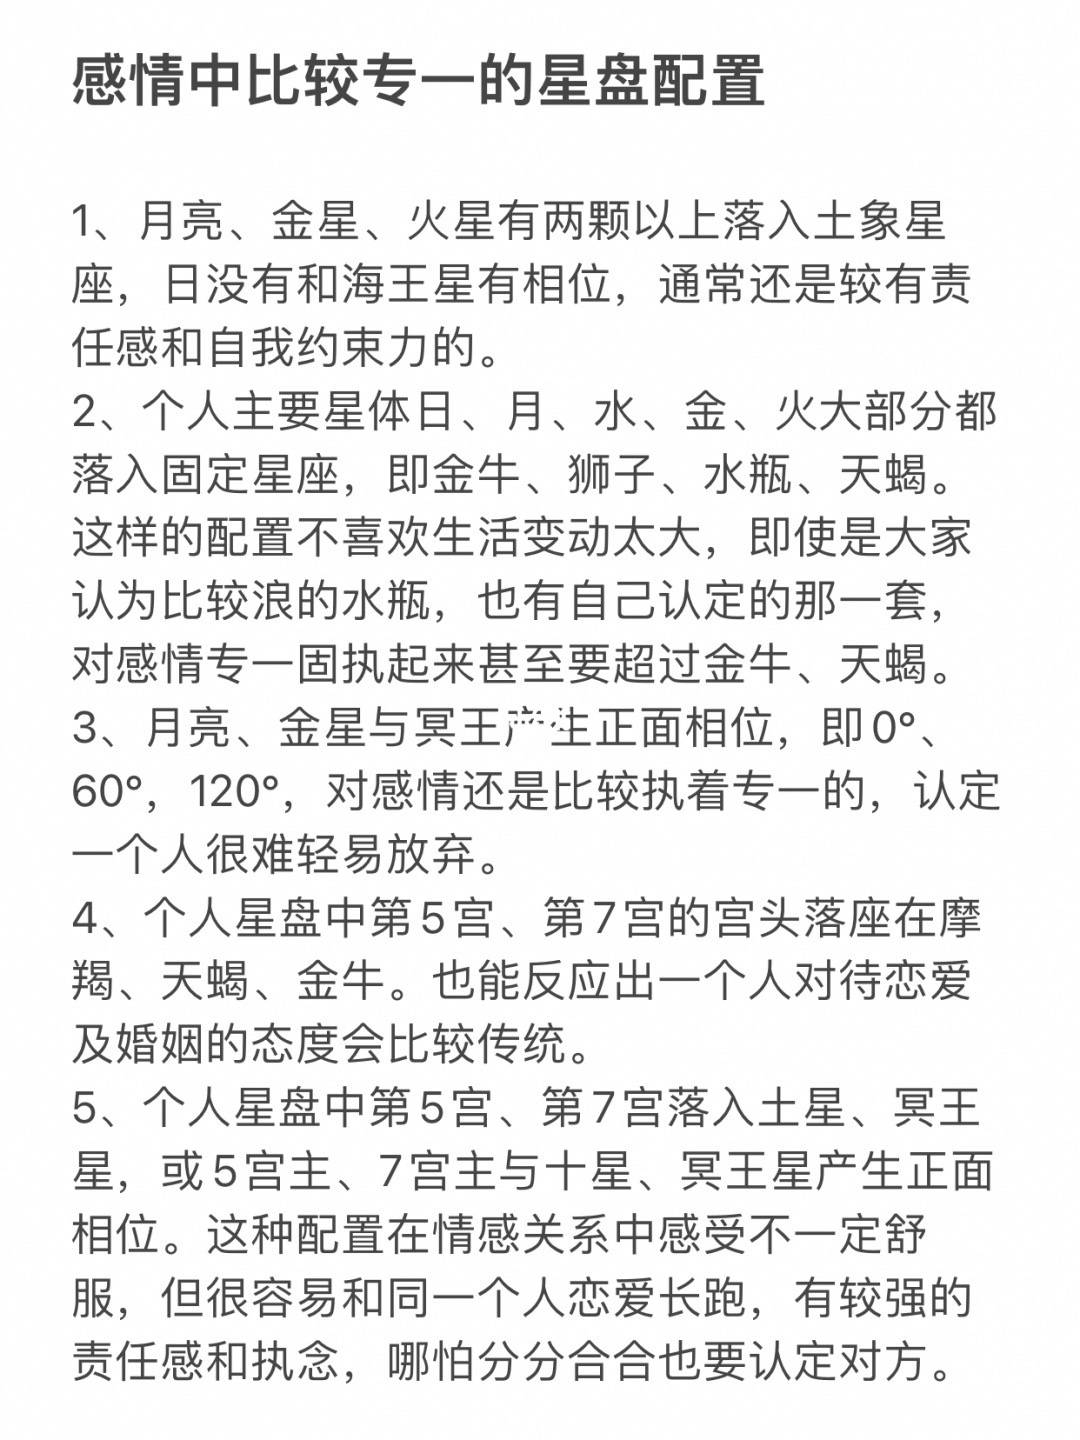 感情中比较专一的星盘配置
1、月亮、金星、火星有两颗以上落入土象星
座，日没有和海王星有相位，通常还是较有责
任感和自我约束力的。
2、个人主要星体日、月、水、金、火大部分都
落入固定星座，即金牛、狮子、水瓶、天蝎。
这样的配置不喜欢生活变动太大，即使是大家
认为比较浪的水瓶，也有自己认定的那一套，
对感情专一固执起来甚至要超过金牛、天蝎。
3、月亮、金星与冥王产生正面相位，即0°、
60°，120°，对感情还是比较执着专一的，认定
一个人很难轻易放弃。
4、个人星盘中第5宫、第7宫的宫头落座在摩
羯、天蝎、金牛。也能反应出一个人对待恋爱
及婚姻的态度会比较传统。
5、个人星盘中第5宫、第7宫落入土星、冥王
星，或5宫主、7宫主与十星、冥王星产生正面
相位。这种配置在情感关系中感受不一定舒
服，但很容易和同一个人恋爱长跑，有较强的
责任感和执念，哪怕分分合合也要认定对方。